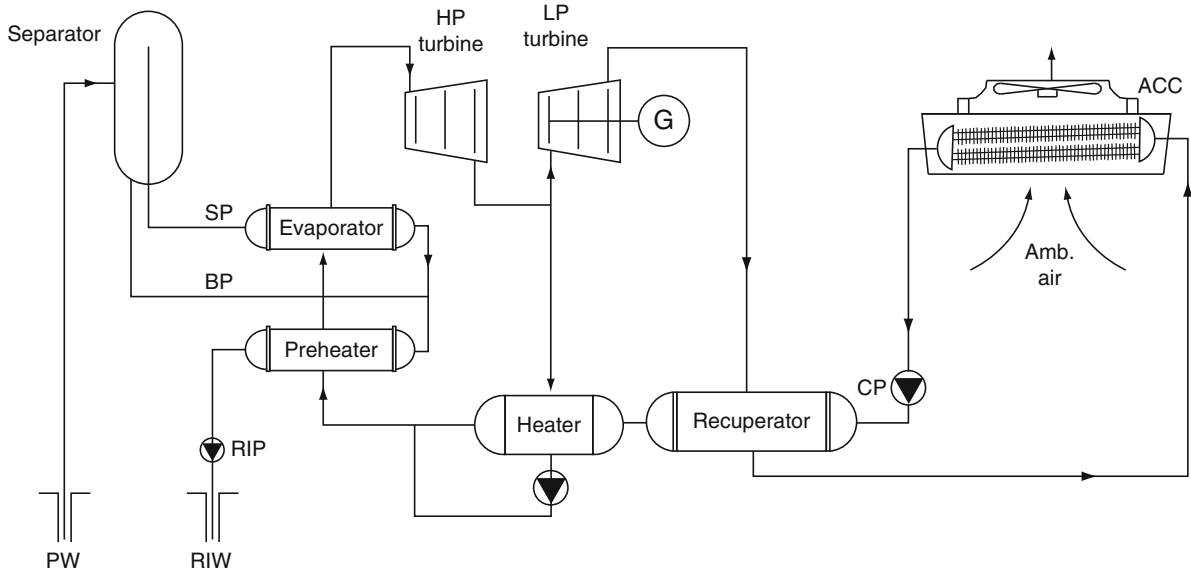 Separator
HP
turbine
LP
turbine
G
ACC
SP
Evaporator
BP
Amb.
air
Preheater
CP
Heater
Recuperator
RIP
PW
RIW